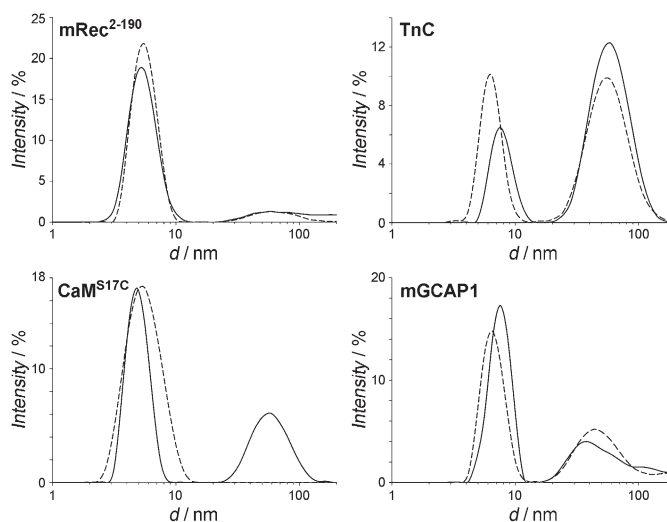 mRec2-190
Intensity / %
25
20
15
10
5
0
1 10 100
d / nm
TnC
Intensity / %
12
8
4
0
1 10 100
d / nm
CaMS17C
Intensity / %
18
10
0
1 10 100
d / nm
mGCAP1
Intensity / %
20
10
0
1 10 100
d / nm